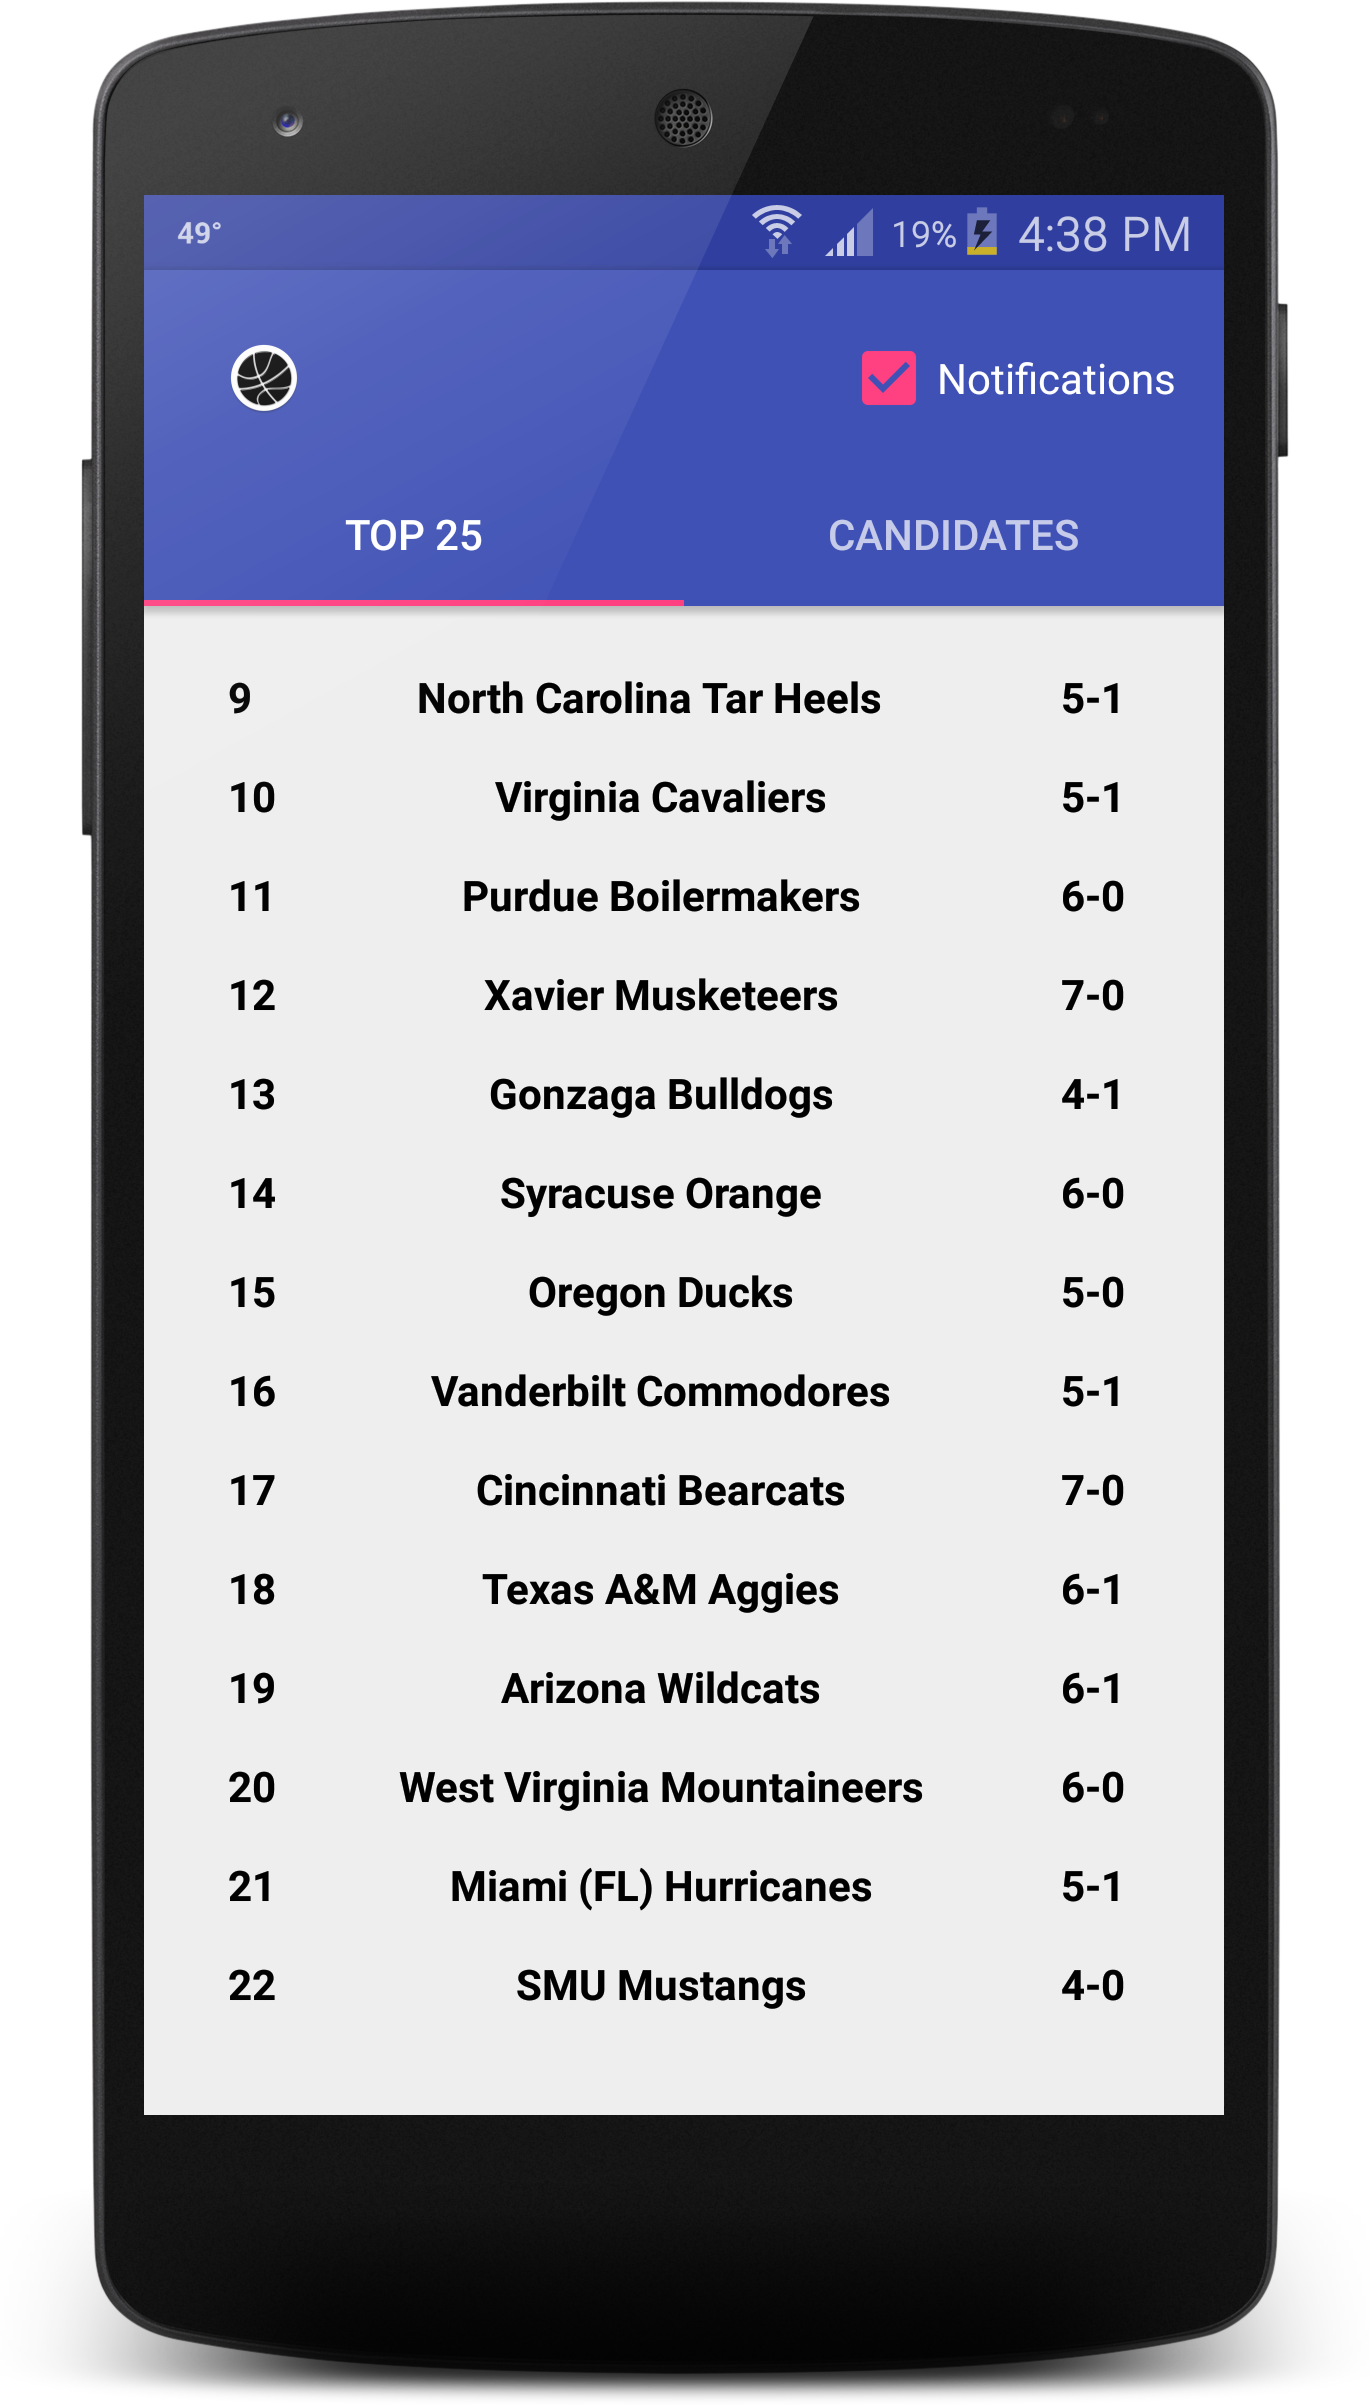 49° 19% 4:38 PM
Notifications
TOP 25 CANDIDATES
9 North Carolina Tar Heels 5-1
10 Virginia Cavaliers 5-1
11 Purdue Boilermakers 6-0
12 Xavier Musketeers 7-0
13 Gonzaga Bulldogs 4-1
14 Syracuse Orange 6-0
15 Oregon Ducks 5-0
16 Vanderbilt Commodores 5-1
17 Cincinnati Bearcats 7-0
18 Texas A&M Aggies 6-1
19 Arizona Wildcats 6-1
20 West Virginia Mountaineers 6-0
21 Miami (FL) Hurricanes 5-1
22 SMU Mustangs 4-0